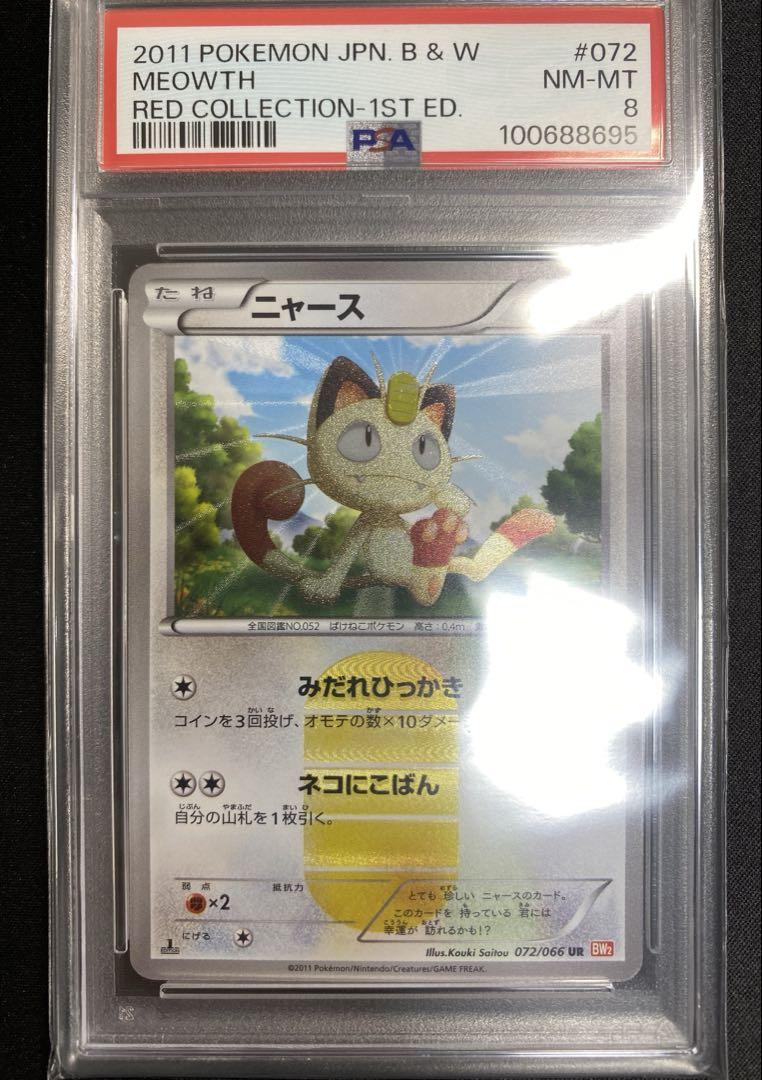 2011 POKEMON JPN. B & W #072
MEOWTH NM-MT
RED COLLECTION-1ST ED. 8
PSA 100688695
たね ニャース
全国図鑑NO.052 ばけねこポケモン 高さ:0.4m
みだれひっかき
コインを3回投げ、オモテの数×10ダメー
ネコにこばん
自分の山札を1枚引く。
弱点 抵抗力
×2
にげる
とても珍しい ニャースのカード。
このカードを 持っている 君には
幸運が 訪れるかも!?
1 EDITION
Illus.Kouki Saitou 072/066 UR BW2
©2011 Pokémon/Nintendo/Creatures/GAME FREAK.